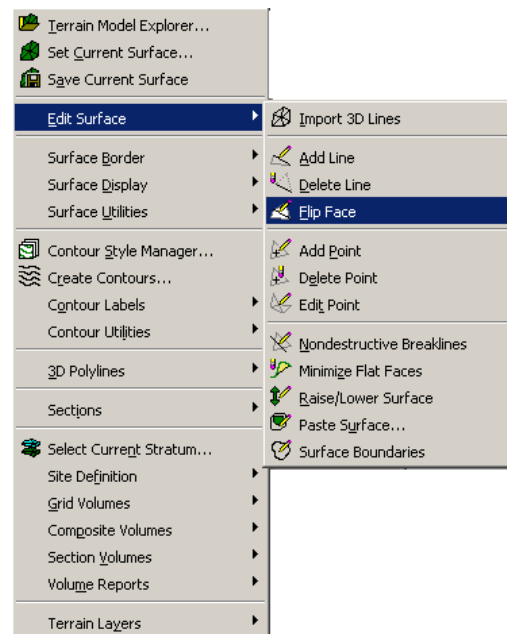 Terrain Model Explorer...
Set Current Surface...
Save Current Surface
Edit Surface
Surface Border
Surface Display
Surface Utilities
Contour Style Manager...
Create Contours...
Contour Labels
Contour Utilities
3D Polylines
Sections
Select Current Stratum...
Site Definition
Grid Volumes
Composite Volumes
Section Volumes
Volume Reports
Terrain Layers
Import 3D Lines
Add Line
Delete Line
Flip Face
Add Point
Delete Point
Edit Point
Nondestructive Breaklines
Minimize Flat Faces
Raise/Lower Surface
Paste Surface...
Surface Boundaries